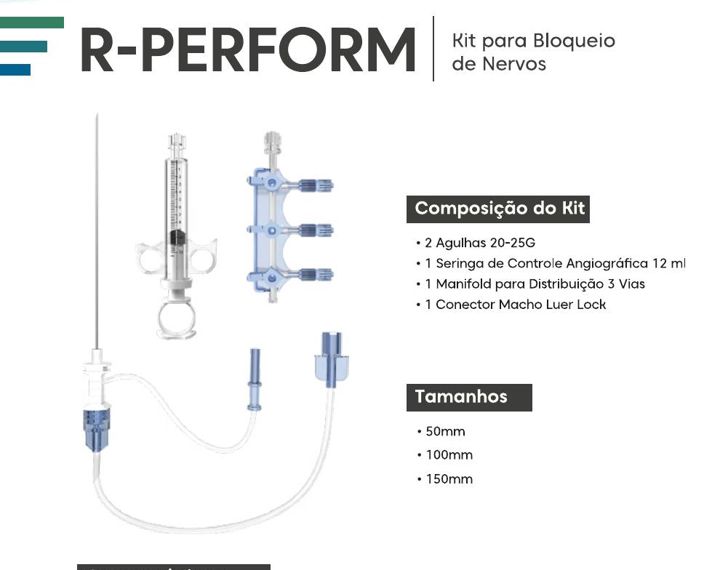 R-PERFORM
Kit para Bloqueio
de Nervos
Composição do Kit
• 2 Agulhas 20-25G
• 1 Seringa de Controle Angiográfica 12 ml
• 1 Manifold para Distribuição 3 Vias
• 1 Conector Macho Luer Lock
Tamanhos
• 50mm
• 100mm
• 150mm